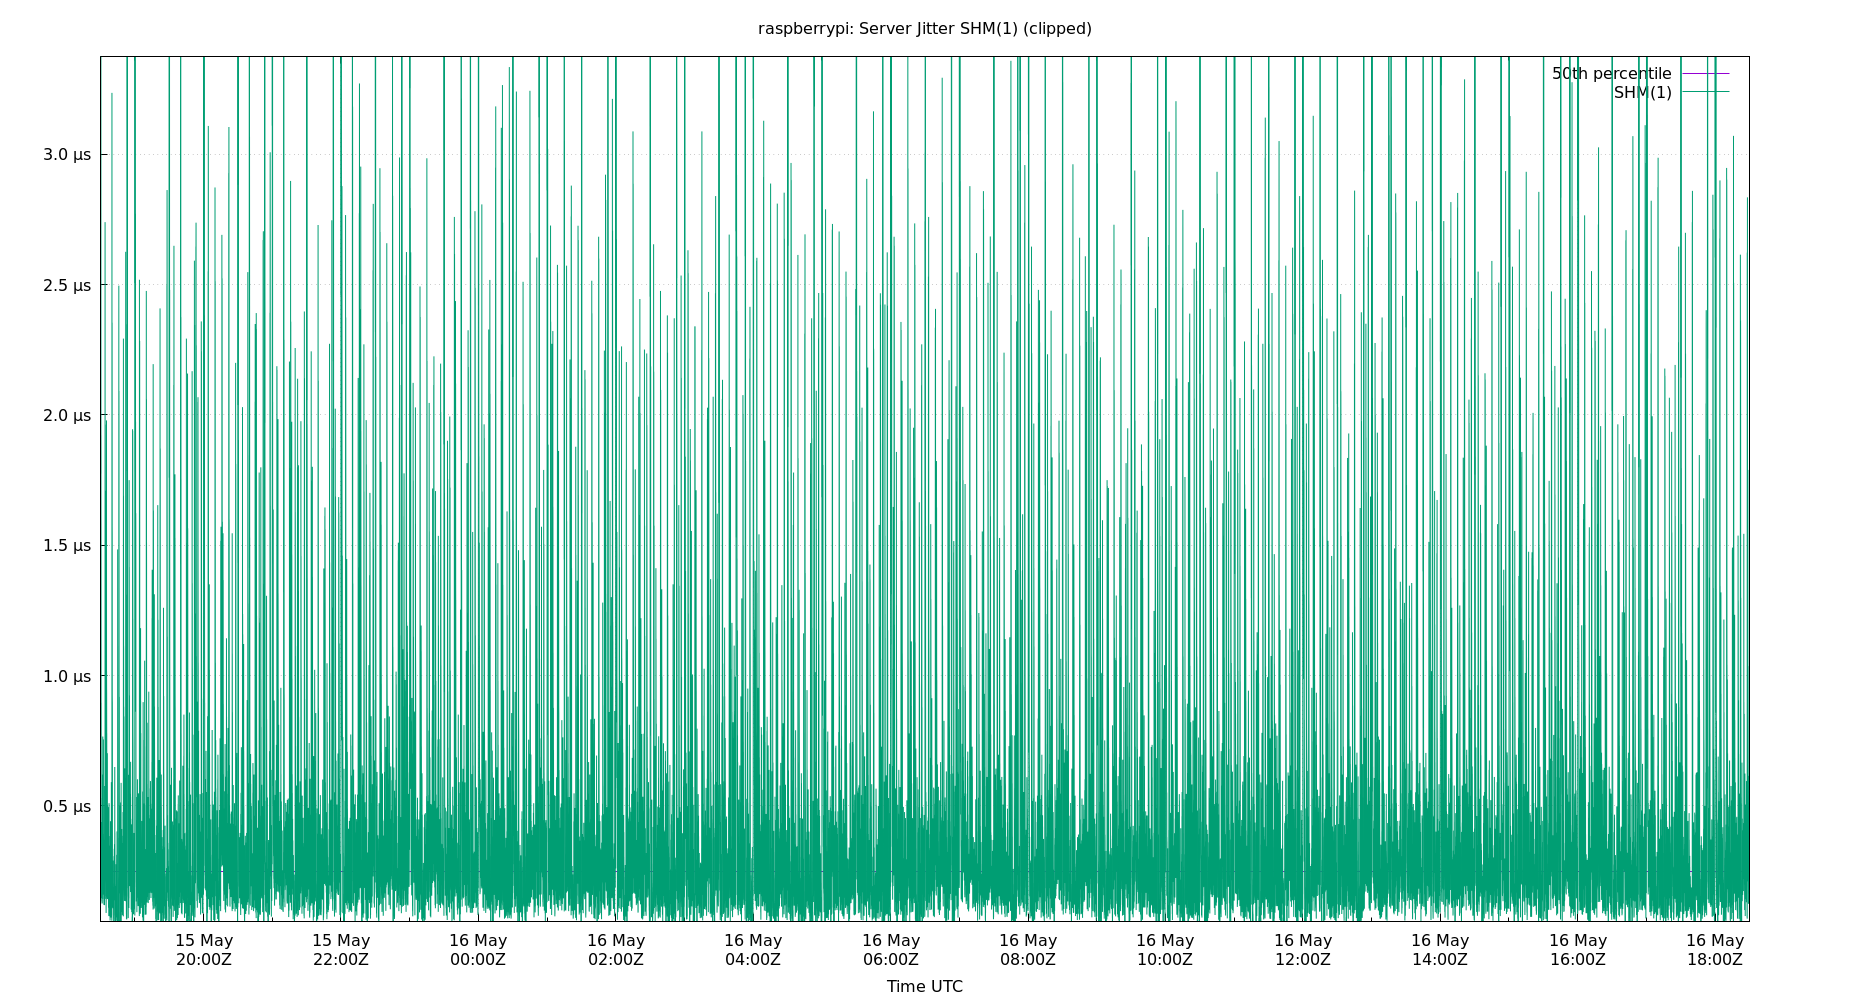 raspberrypi: Server Jitter SHM(1) (clipped)
50th percentile
SHM(1)
3.0 µs
2.5 µs
2.0 µs
1.5 µs
1.0 µs
0.5 µs
15 May 15 May 16 May 16 May 16 May 16 May 16 May 16 May 16 May 16 May 16 May 16 May
20:00Z 22:00Z 00:00Z 02:00Z 04:00Z 06:00Z 08:00Z 10:00Z 12:00Z 14:00Z 16:00Z 18:00Z
Time UTC